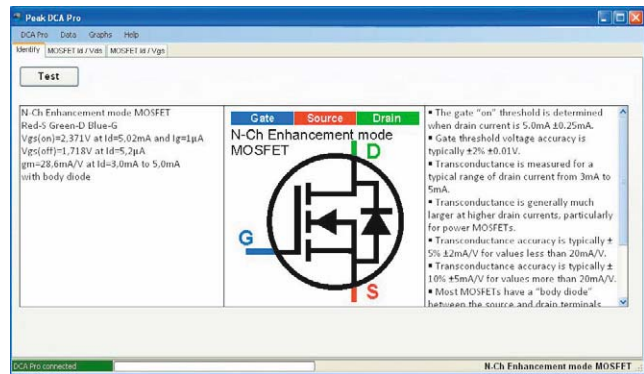 Peak DCA Pro
DCA Pro Data Graphs Help
Identify MOSFET Id / Vds MOSFET Id / Vgs
Test
N-Ch Enhancement mode MOSFET
Red-S Green-D Blue-G
Vgs(on)=2,371V at Id=5,02mA and Ig=1µA
Vgs(off)=1,718V at Id=5,2µA
gm=28,6mA/V at Id=3,0mA to 5,0mA
with body diode
Gate Source Drain
N-Ch Enhancement mode
MOSFET
D
G
S
▪ The gate "on" threshold is determined
when drain current is 5.0mA ±0.25mA.
▪ Gate threshold voltage accuracy is
typically ±2% ±0.01V.
▪ Transconductance is measured for a
typical range of drain current from 3mA to
5mA.
▪ Transconductance is generally much
larger at higher drain currents, particularly
for power MOSFETs.
▪ Transconductance accuracy is typically ±
5% ±2mA/V for values less than 20mA/V.
▪ Transconductance accuracy is typically ±
10% ±5mA/V for values more than 20mA/V.
▪ Most MOSFETs have a "body diode"
between the source and drain terminals
DCA Pro connected
N-Ch Enhancement mode MOSFET